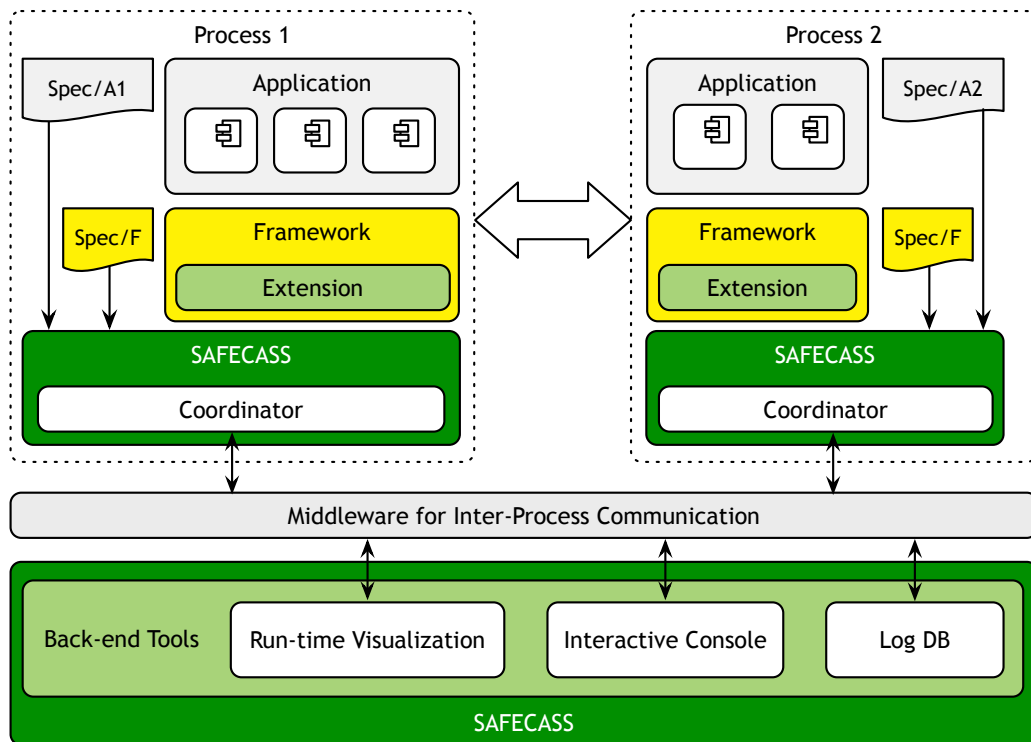 Process 1
Process 2
Spec/A1
Application
Application
Spec/A2
Spec/F
Framework
Framework
Spec/F
Extension
Extension
SAFECASS
SAFECASS
Coordinator
Coordinator
Middleware for Inter-Process Communication
Back-end Tools
Run-time Visualization
Interactive Console
Log DB
SAFECASS